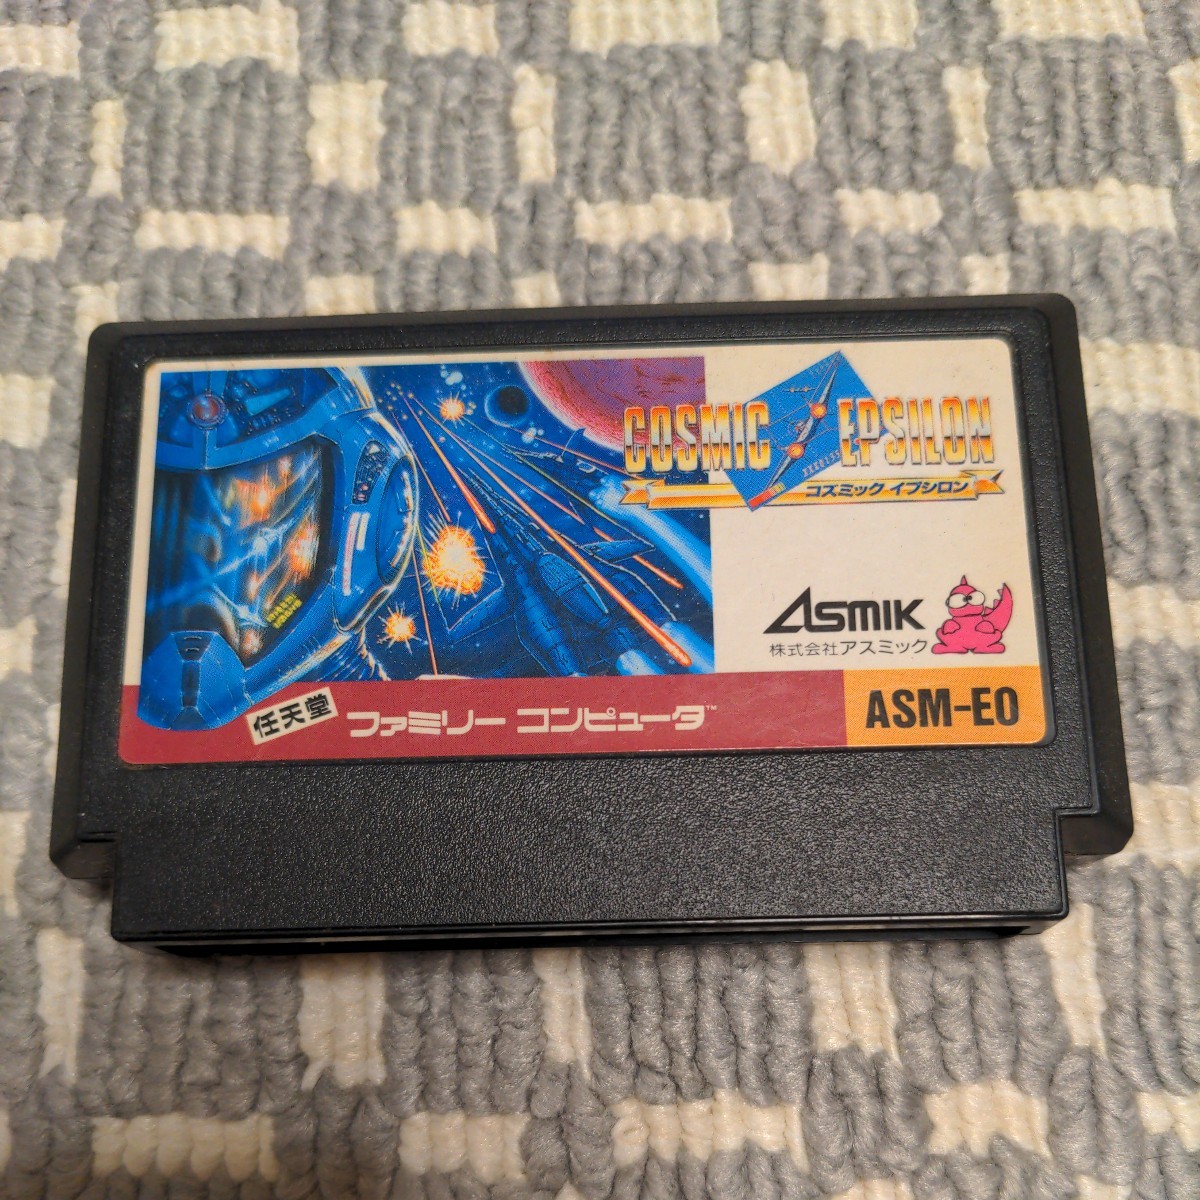 COSMIC EPSILON
コズミック イプシロン
ASMIK
株式会社アスミック
任天堂 ファミリー コンピュータ™
ASM-EO